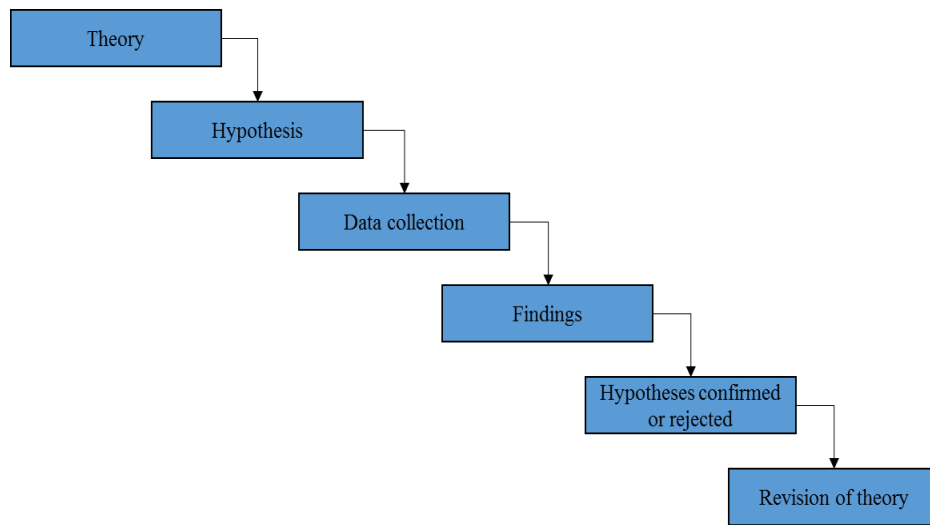 Theory
Hypothesis
Data collection
Findings
Hypotheses confirmed
or rejected
Revision of theory